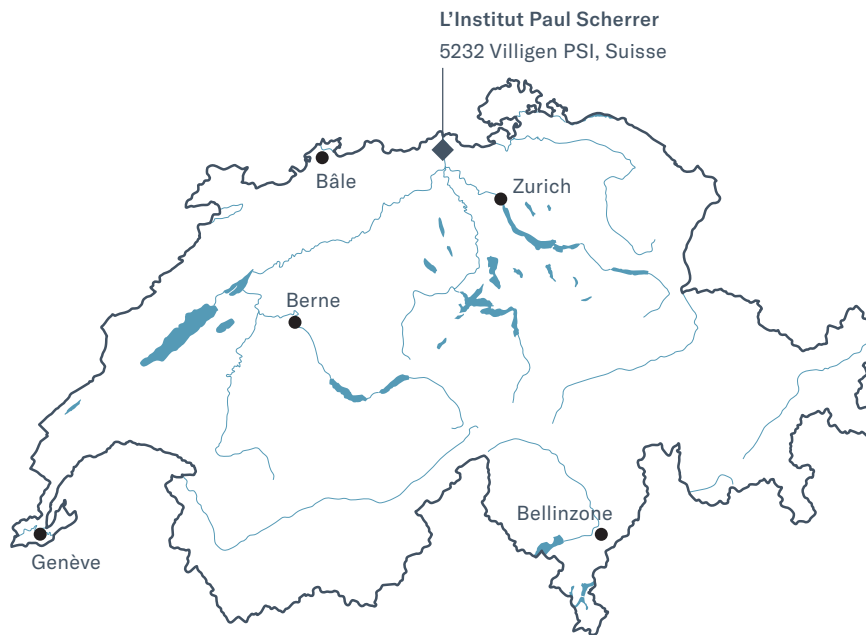 L’Institut Paul Scherrer
5232 Villigen PSI, Suisse
Bâle
Zurich
Berne
Bellinzone
Genève